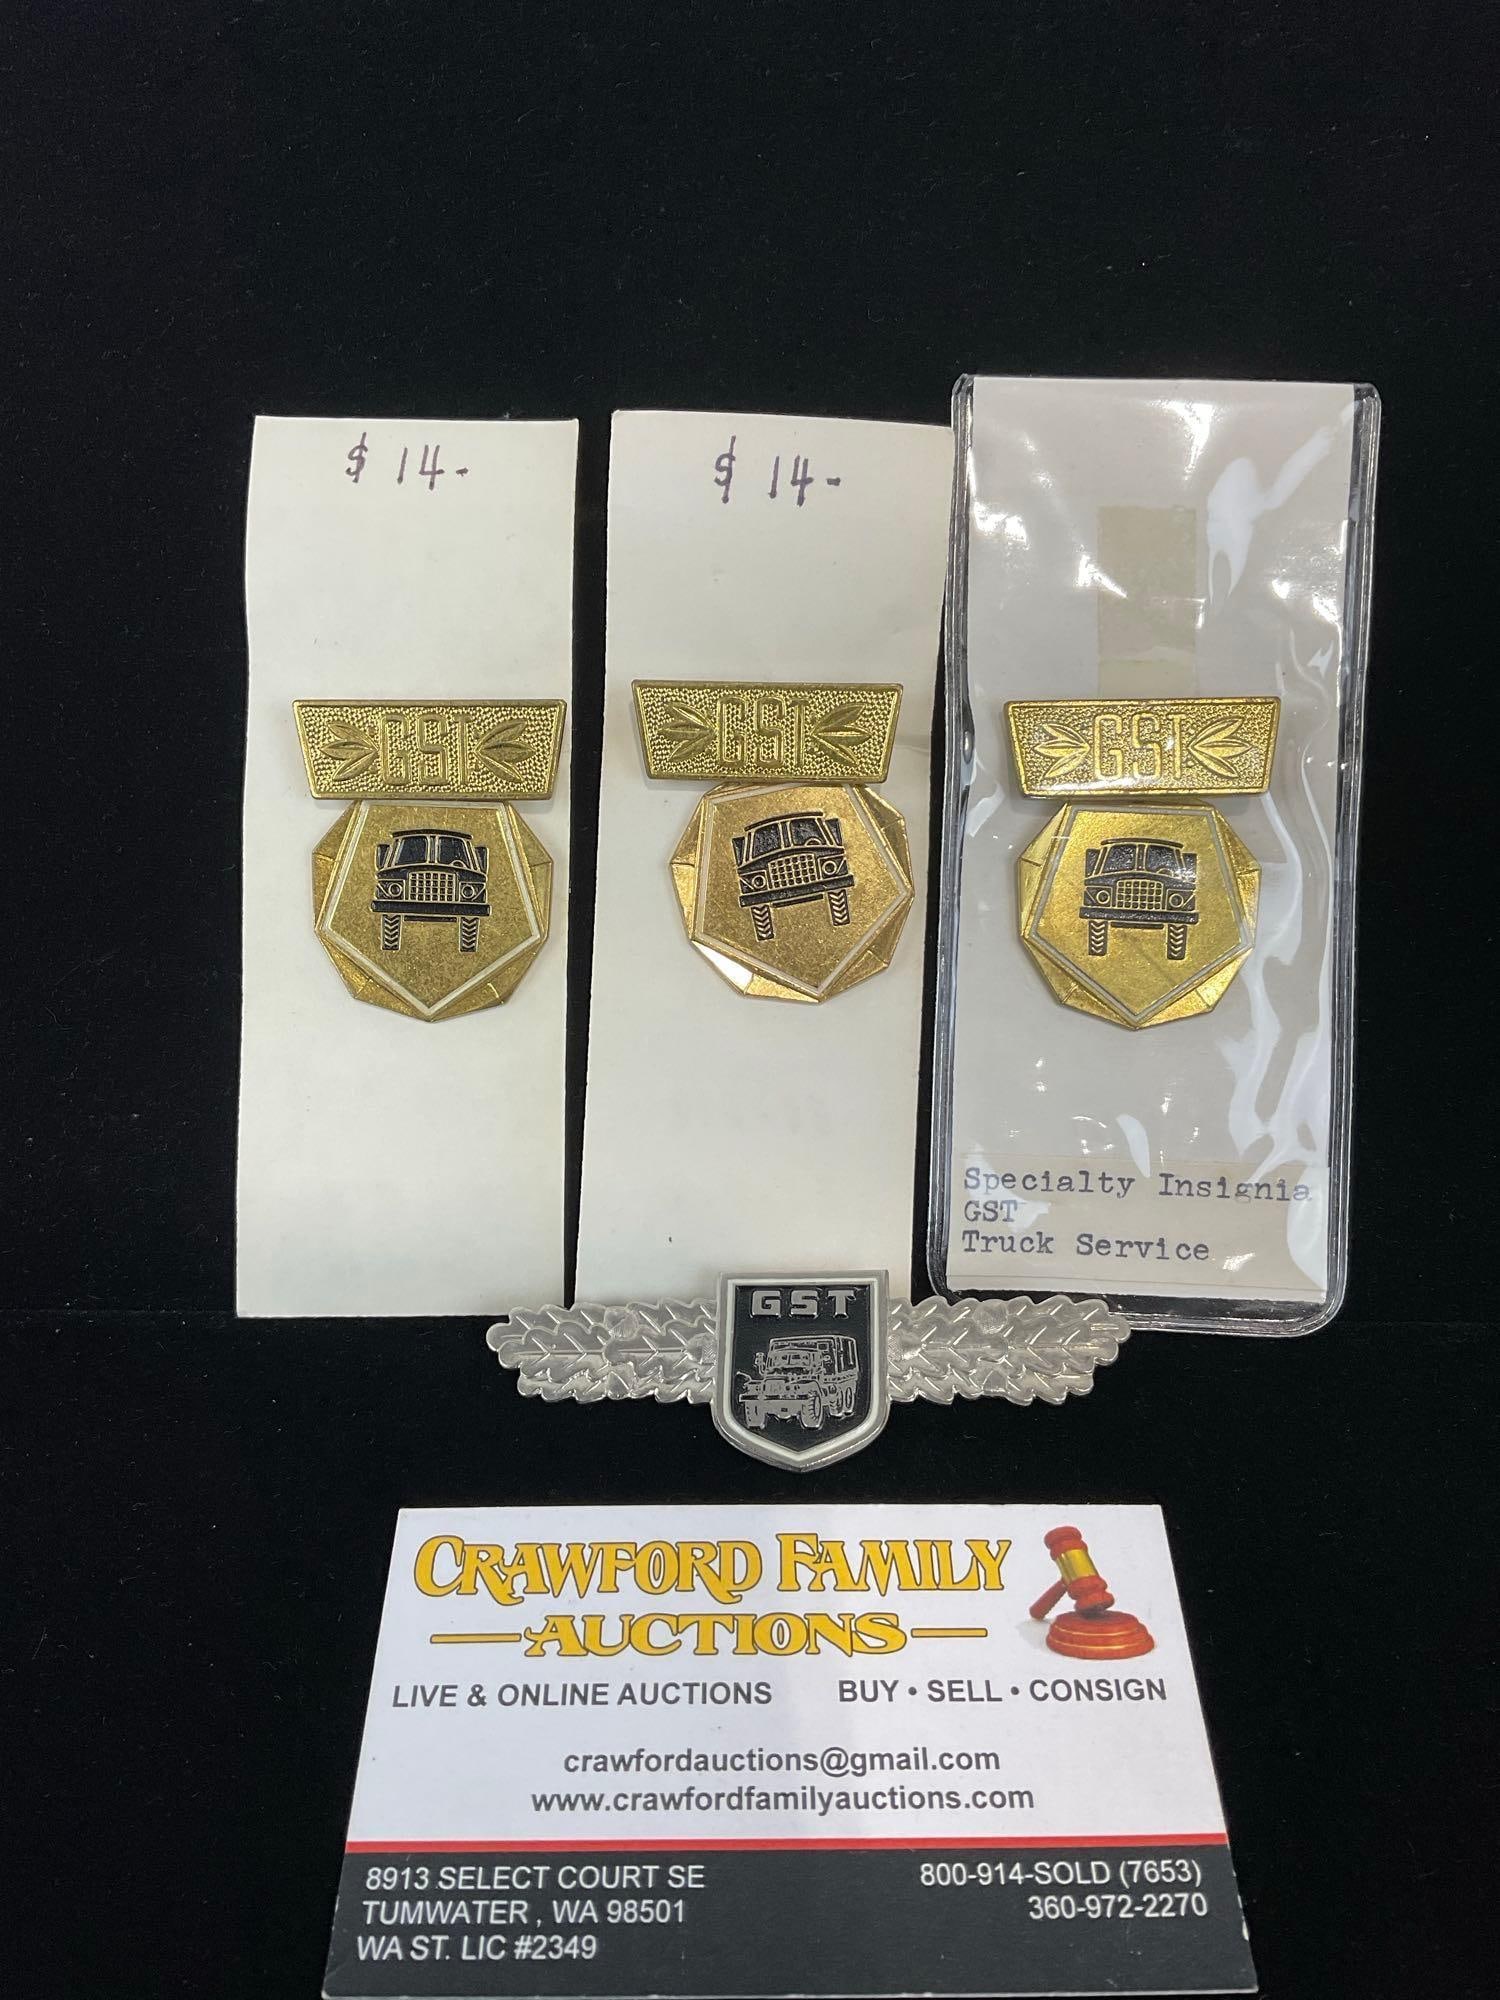 $ 14-
$ 14-
GST
GST
GST
Specialty Insignia
GST
Truck Service
GST
CRAWFORD FAMILY
AUCTIONS
LIVE & ONLINE AUCTIONS BUY • SELL • CONSIGN
crawfordauctions@gmail.com
www.crawfordfamilyauctions.com
8913 SELECT COURT SE 800-914-SOLD (7653)
TUMWATER , WA 98501 360-972-2270
WA ST. LIC #2349